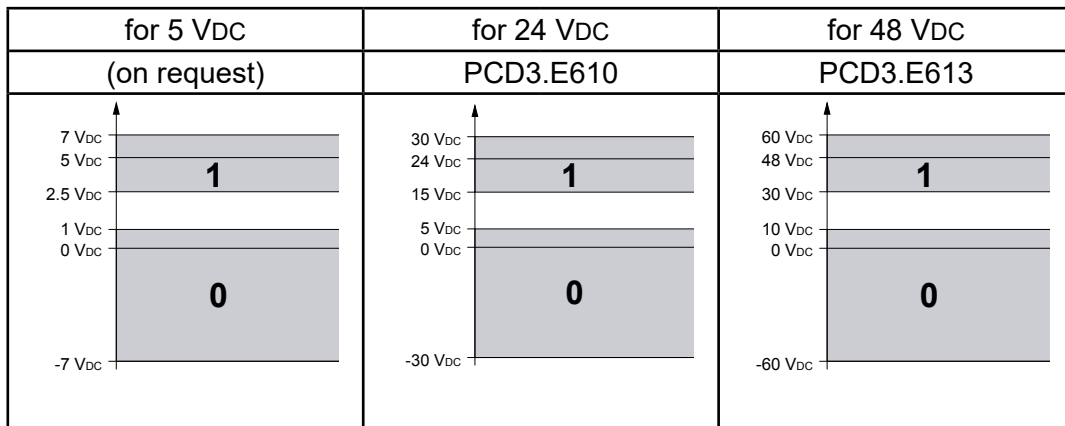 for 5 VDC
for 24 VDC
for 48 VDC
(on request)
PCD3.E610
PCD3.E613
7 VDC
5 VDC
1
2.5 VDC
1 VDC
0 VDC
0
-7 VDC
30 VDC
24 VDC
1
15 VDC
5 VDC
0 VDC
0
-30 VDC
60 VDC
48 VDC
1
30 VDC
10 VDC
0 VDC
0
-60 VDC